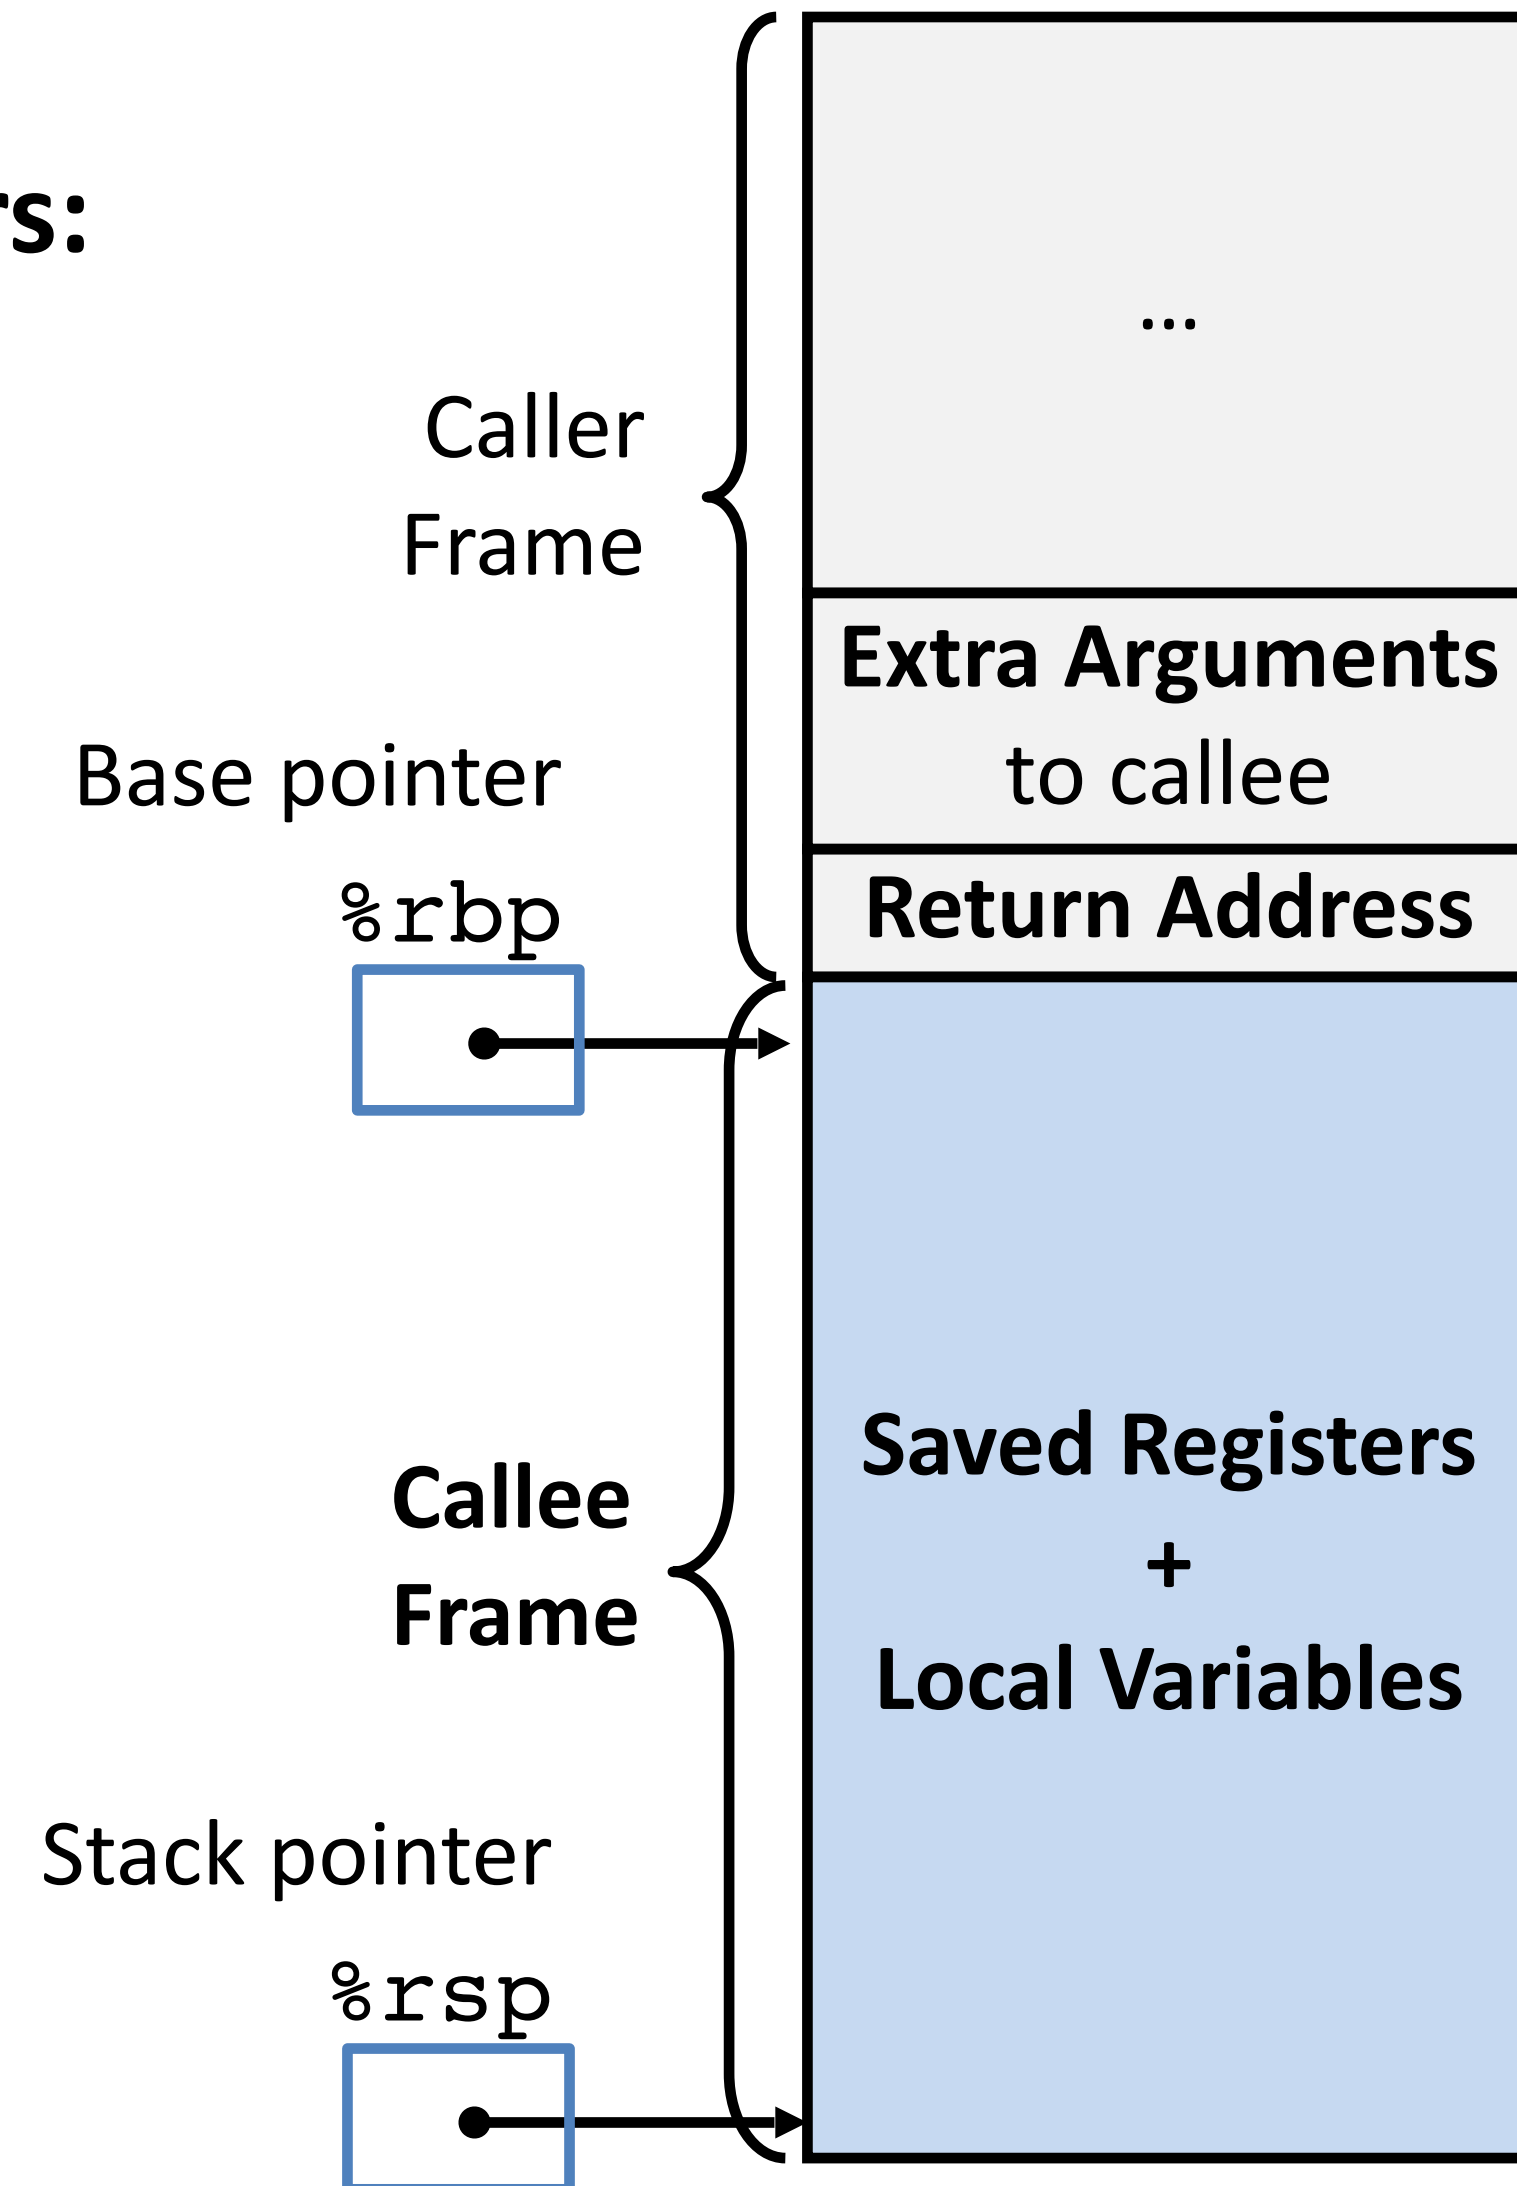 rs:
...
Caller
Frame
Extra Arguments
to callee
Base pointer
%rbp
Return Address
Saved Registers
+
Local Variables
Callee
Frame
Stack pointer
%rsp